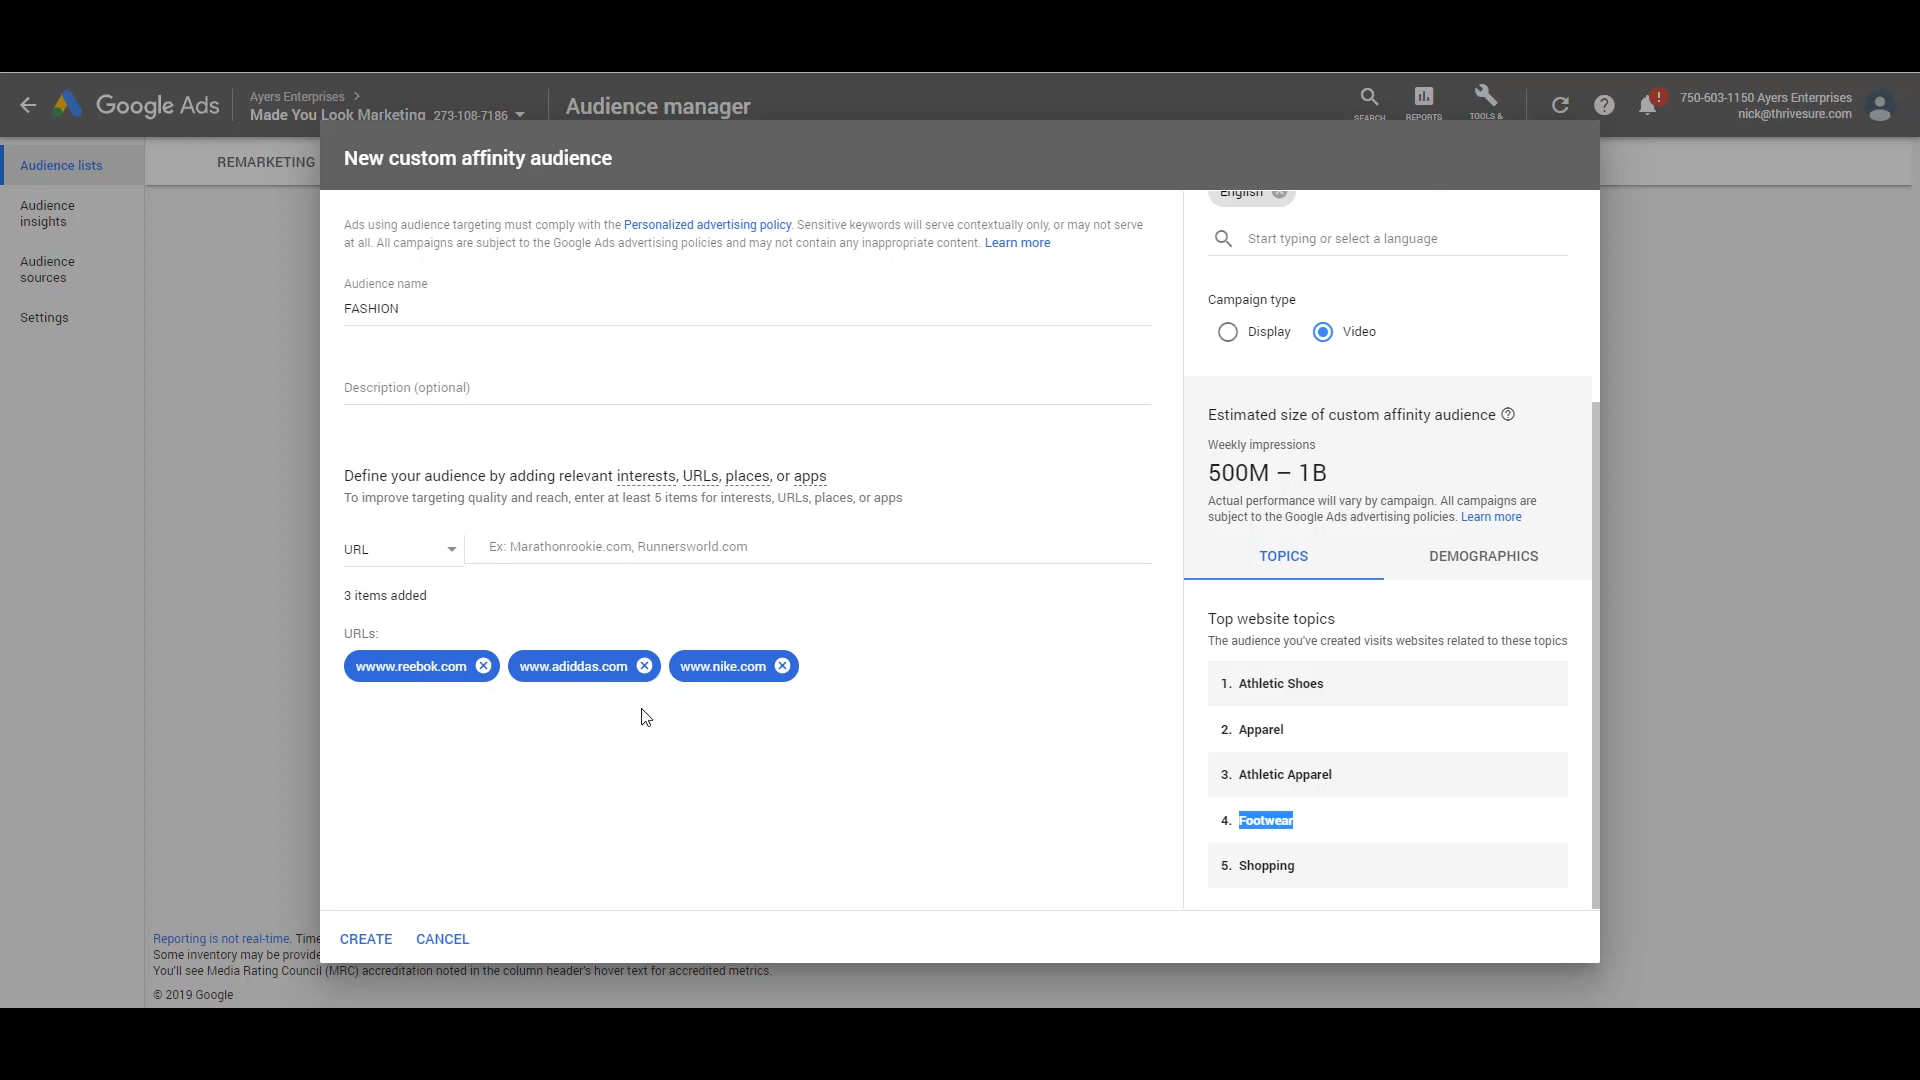 Google Ads
Ayers Enterprises >
Made You Look Marketing 273-108-7186
Audience manager
SEARCH
REPORTS
TOOLS &
!
750-603-1150 Ayers Enterprises
nick@thrivesure.com
Audience lists
Audience
insights
Audience
sources
Settings
REMARKETING
New custom affinity audience
Ads using audience targeting must comply with the Personalized advertising policy. Sensitive keywords will serve contextually only, or may not serve
at all. All campaigns are subject to the Google Ads advertising policies and may not contain any inappropriate content. Learn more
Audience name
FASHION
Description (optional)
Define your audience by adding relevant interests, URLs, places, or apps
To improve targeting quality and reach, enter at least 5 items for interests, URLs, places, or apps
URL
Ex: Marathonrookie.com, Runnersworld.com
3 items added
URLs:
wwww.reebok.com
www.adiddas.com
www.nike.com
CREATE
CANCEL
English
Start typing or select a language
Campaign type
Display
Video
Estimated size of custom affinity audience
Weekly impressions
500M – 1B
Actual performance will vary by campaign. All campaigns are
subject to the Google Ads advertising policies. Learn more
TOPICS
DEMOGRAPHICS
Top website topics
The audience you've created visits websites related to these topics
1. Athletic Shoes
2. Apparel
3. Athletic Apparel
4. Footwear
5. Shopping
Reporting is not real-time. Time
Some inventory may be provide
You'll see Media Rating Council (MRC) accreditation noted in the column header's hover text for accredited metrics.
© 2019 Google